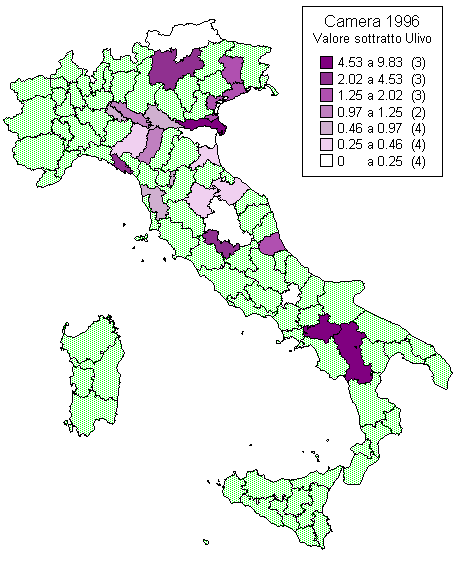 Camera 1996
Valore sottratto Ulivo
4.53 a 9.83 (3)
2.02 a 4.53 (3)
1.25 a 2.02 (3)
0.97 a 1.25 (2)
0.46 a 0.97 (4)
0.25 a 0.46 (4)
0 a 0.25 (4)